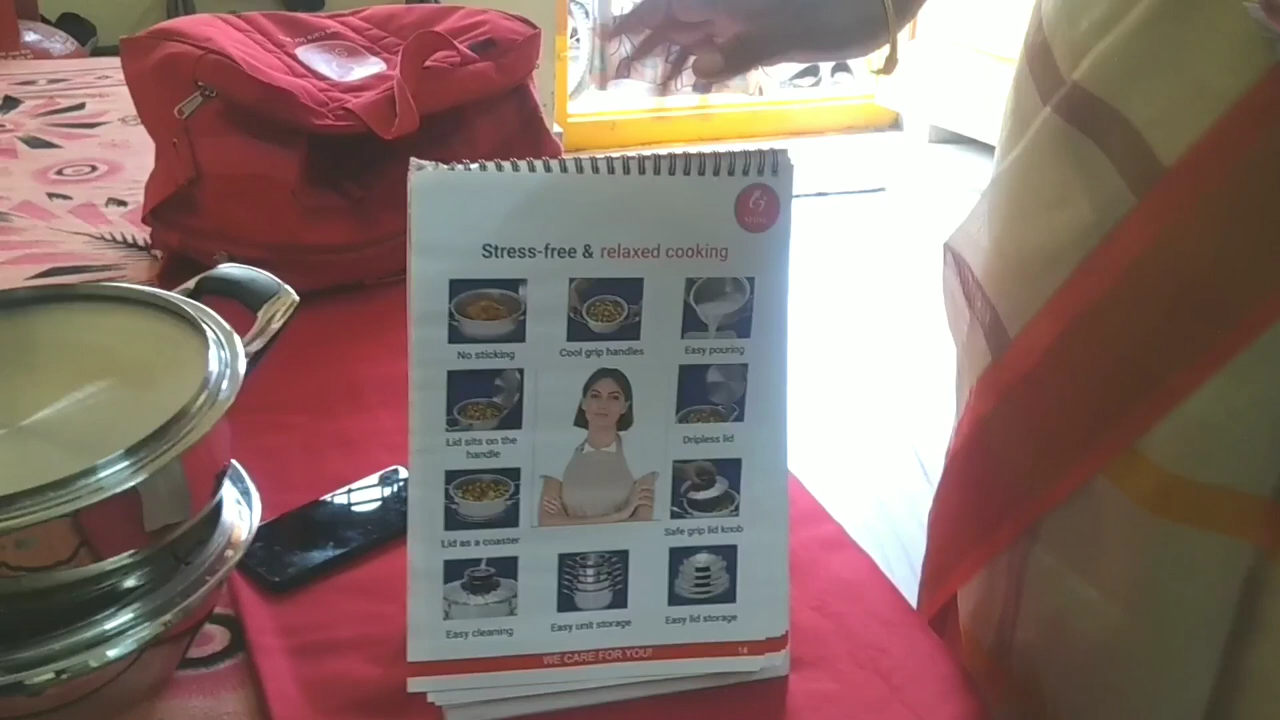 Stress-free & relaxed cooking
No sticking
Cool grip handles
Easy pouring
Lid sits on the
handle
Dripless lid
Lid as a coaster
Safe grip lid knob
Easy cleaning
Easy unit storage
Easy lid storage
WE CARE FOR YOU!
14